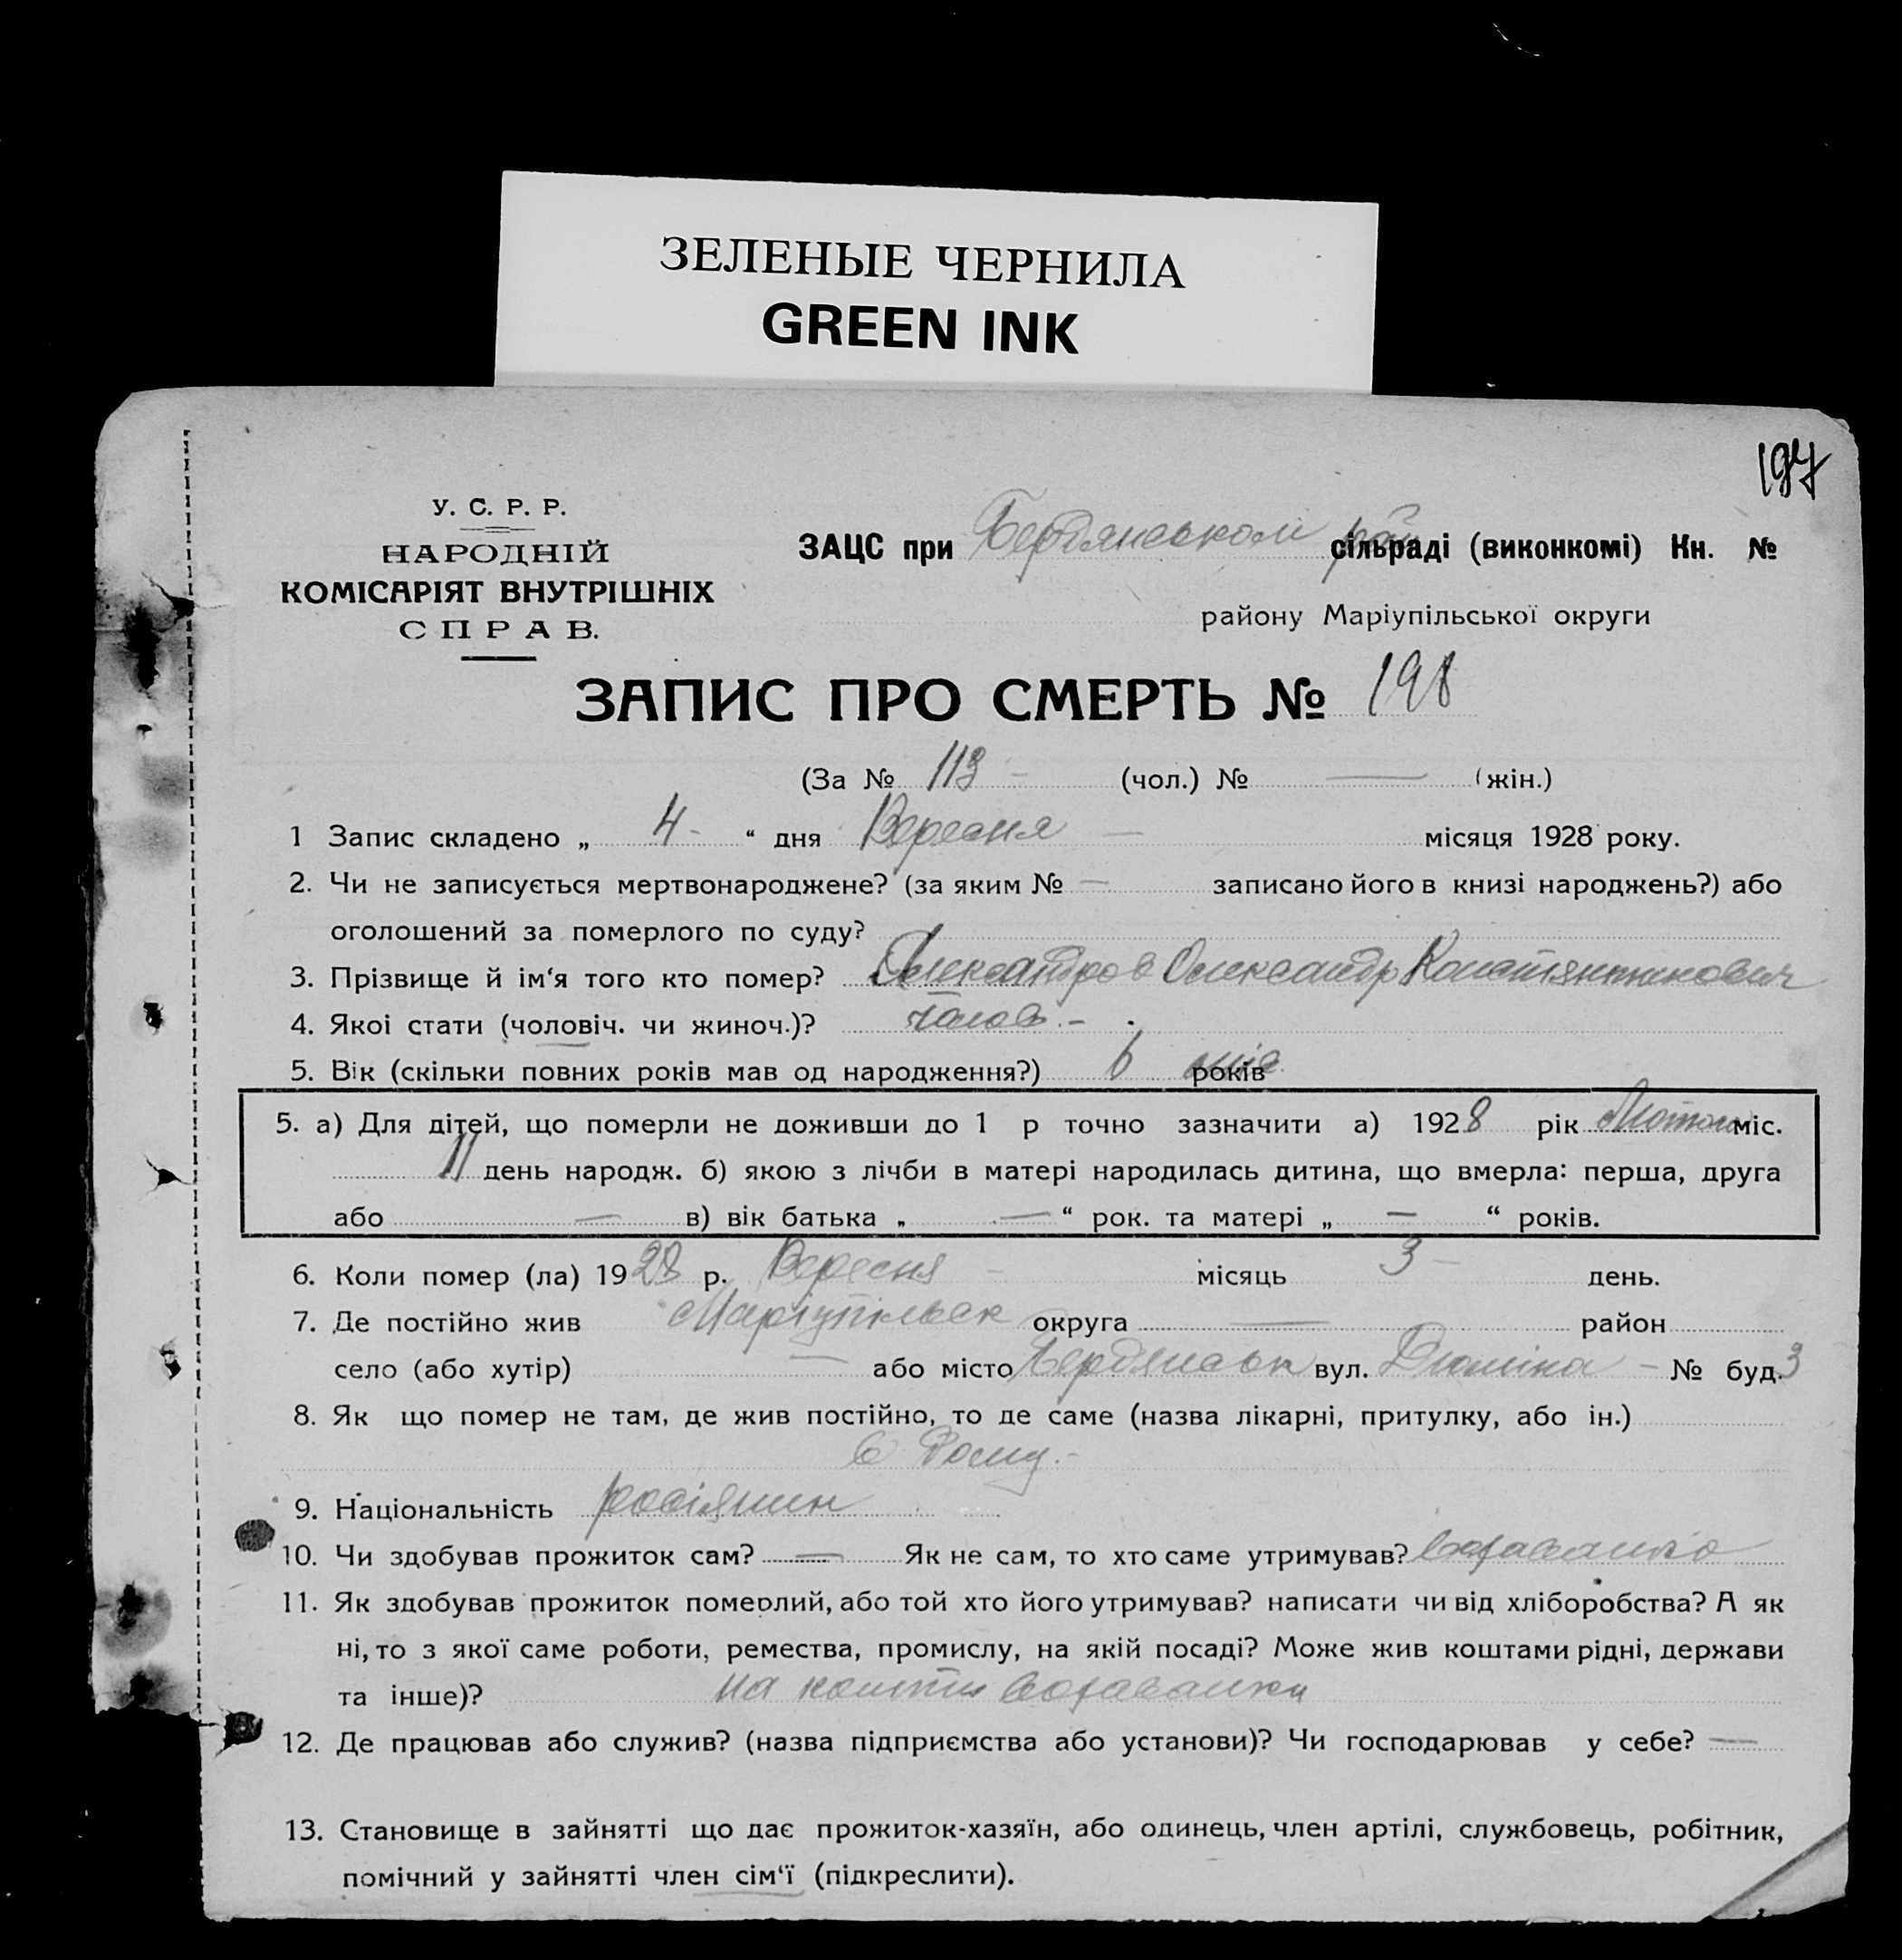 ЗЕЛЕНЫЕ ЧЕРНИЛА
GREEN INK
197
У. С. Р. Р.
НАРОДНІЙ
КОМІСАРІЯТ ВНУТРІШНІХ
СПРАВ.
ЗАЦС при Бердянськом рай сільраді (виконкомі) Кн. №
району Маріупільської округи
ЗАПИС ПРО СМЕРТЬ № 198
(За № 113 - (чол.) № — (жін.)
1 Запис складено „ 4 - “ дня Вересня — місяця 1928 року.
2. Чи не записується мертвонароджене? (за яким № — записано його в книзі народжень?) або
оголошений за померлого по суду?
3. Прізвище й ім'я того кто помер? Олександров Олександр Константинович
4. Якоі стати (чоловіч. чи жиноч.)? чолов. -
5. Вік (скільки повних років мав од народження?) 6 міс років
5. а) Для дітей, що померли не доживши до 1 р точно зазначити а) 1928 рік Лютого міс.
11 день народж. б) якою з лічби в матері народилась дитина, що вмерла: перша, друга
або — в) вік батька „ — “ рок. та матері „ — “ років.
6. Коли помер (ла) 1928 р. Вересня - місяць 3 - день.
7. Де постійно жив Маріупільськ округа — район
село (або хутір) — або місто Бердянськ вул. Дюміна - № буд. 3
8. Як що помер не там, де жив постійно, то де саме (назва лікарні, притулку, або ін.)
в дому. -
9. Національність росіянин
10. Чи здобував прожиток сам? — Як не сам, то хто саме утримував?
11. Як здобував прожиток померлий, або той хто його утримував? написати чи від хліборобства? А як
ні, то з якої саме роботи, ремества, промислу, на якій посаді? Може жив коштами рідні, держави
та інше)? на кошти
12. Де працював або служив? (назва підприємства або установи)? Чи господарював у себе? —
13. Становище в зайнятті що дає прожиток-хазяїн, або одинець, член артілі, службовець, робітник,
помічний у зайнятті член сім'ї (підкреслити).